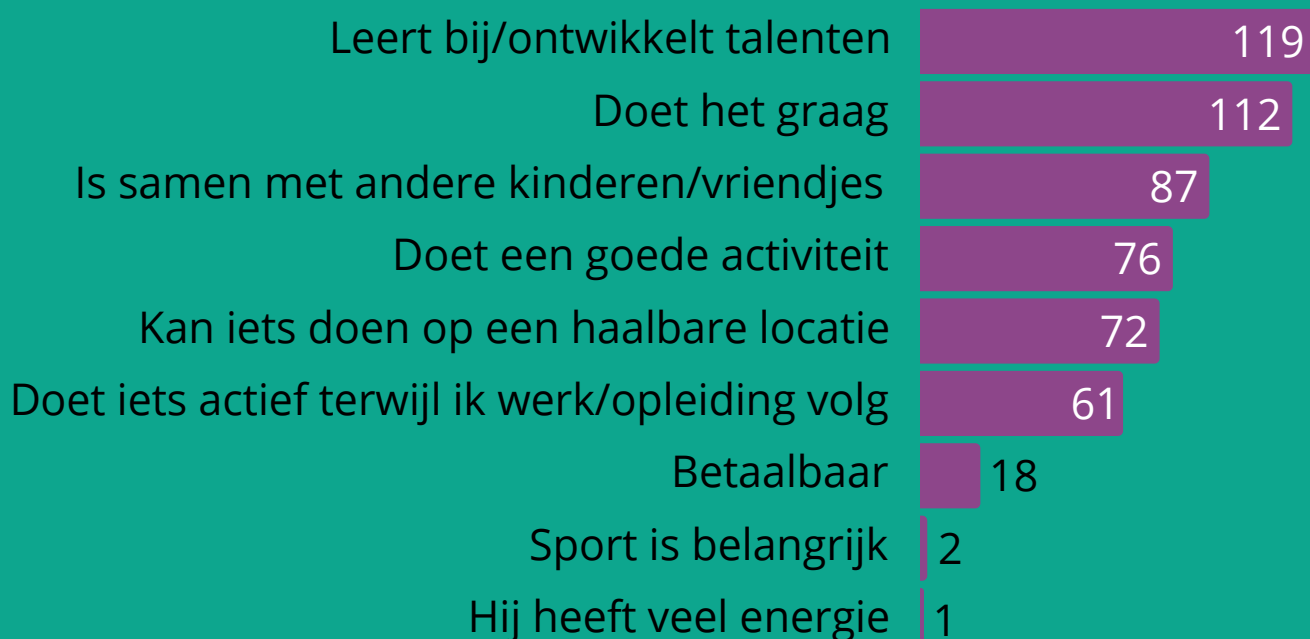 Leert bij/ontwikkelt talenten 119
Doet het graag 112
Is samen met andere kinderen/vriendjes 87
Doet een goede activiteit 76
Kan iets doen op een haalbare locatie 72
Doet iets actief terwijl ik werk/opleiding volg 61
Betaalbaar 18
Sport is belangrijk 2
Hij heeft veel energie 1